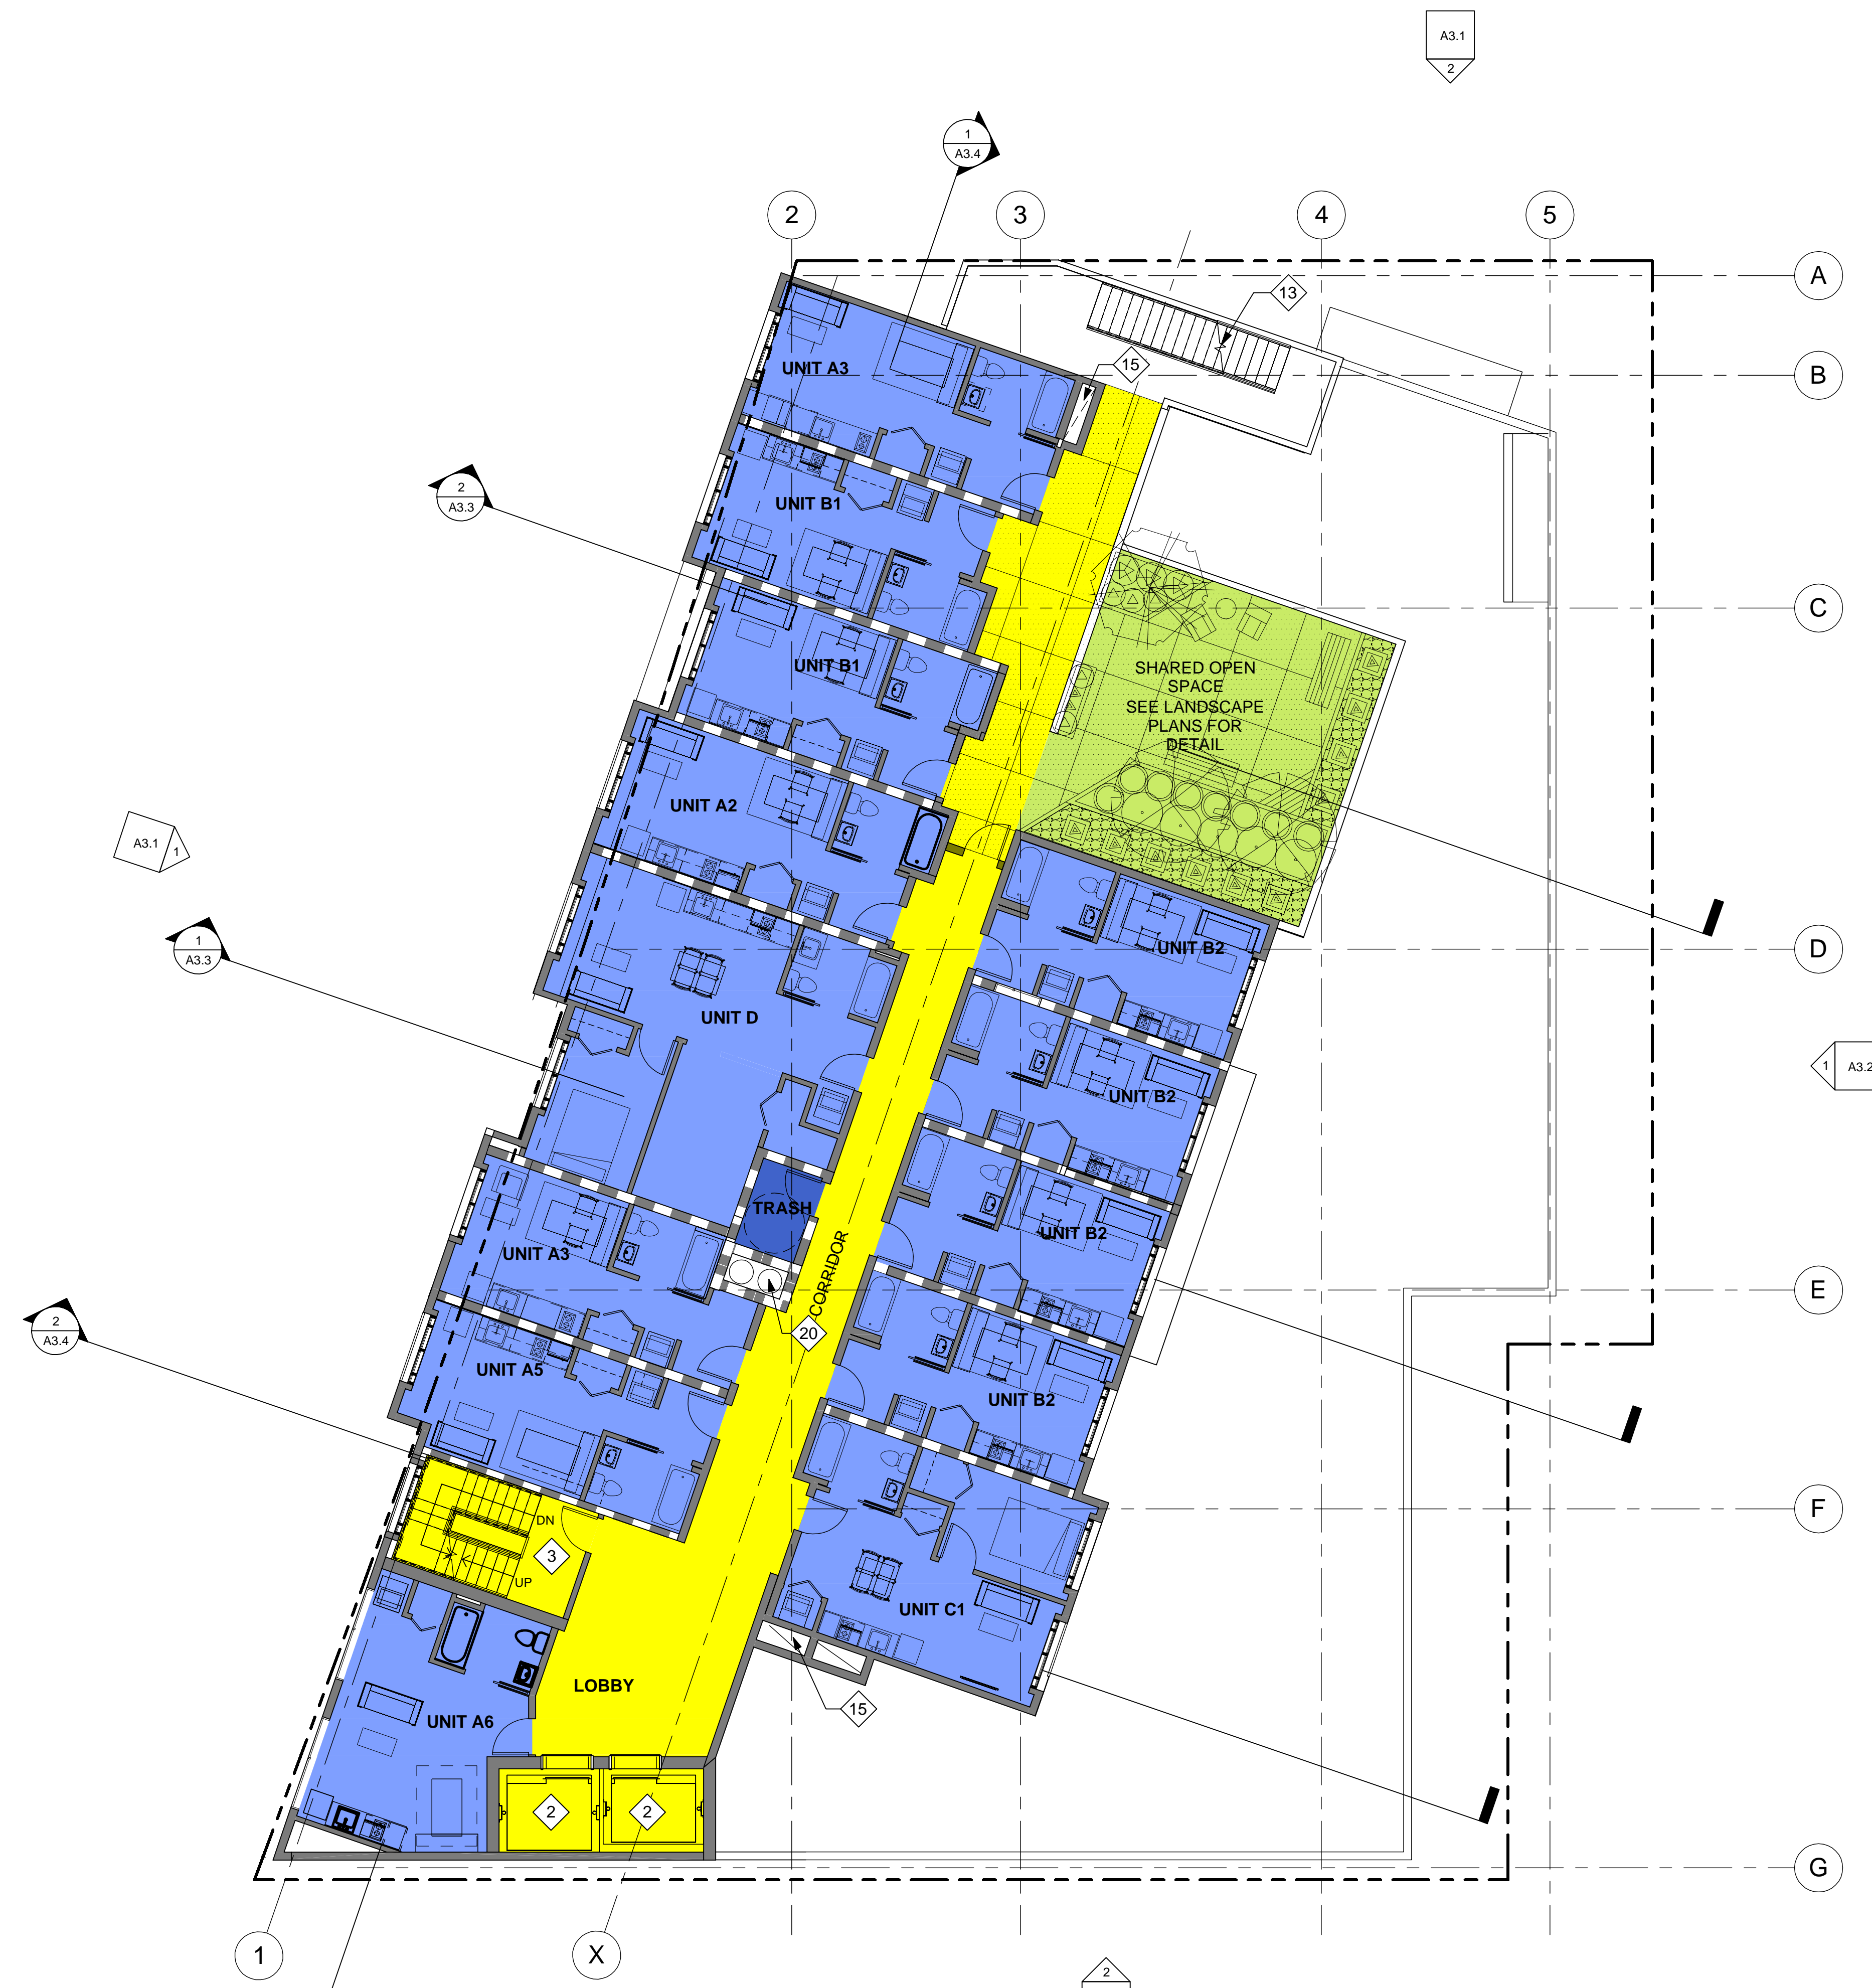 A3.1
2
1
A3.4
2
3
4
5
A
13
B
15
UNIT A3
2
A3.3
UNIT B1
C
UNIT B1
SHARED OPEN
SPACE
SEE LANDSCAPE
PLANS FOR
DETAIL
UNIT A2
A3.1
1
1
A3.3
UNIT B2
D
UNIT D
1
A3.2
UNIT B2
TRASH
UNIT B2
UNIT A3
CORRIDOR
E
2
A3.4
20
UNIT A5
UNIT B2
F
DN
3
UP
UNIT C1
LOBBY
15
UNIT A6
2
2
G
1
X
2